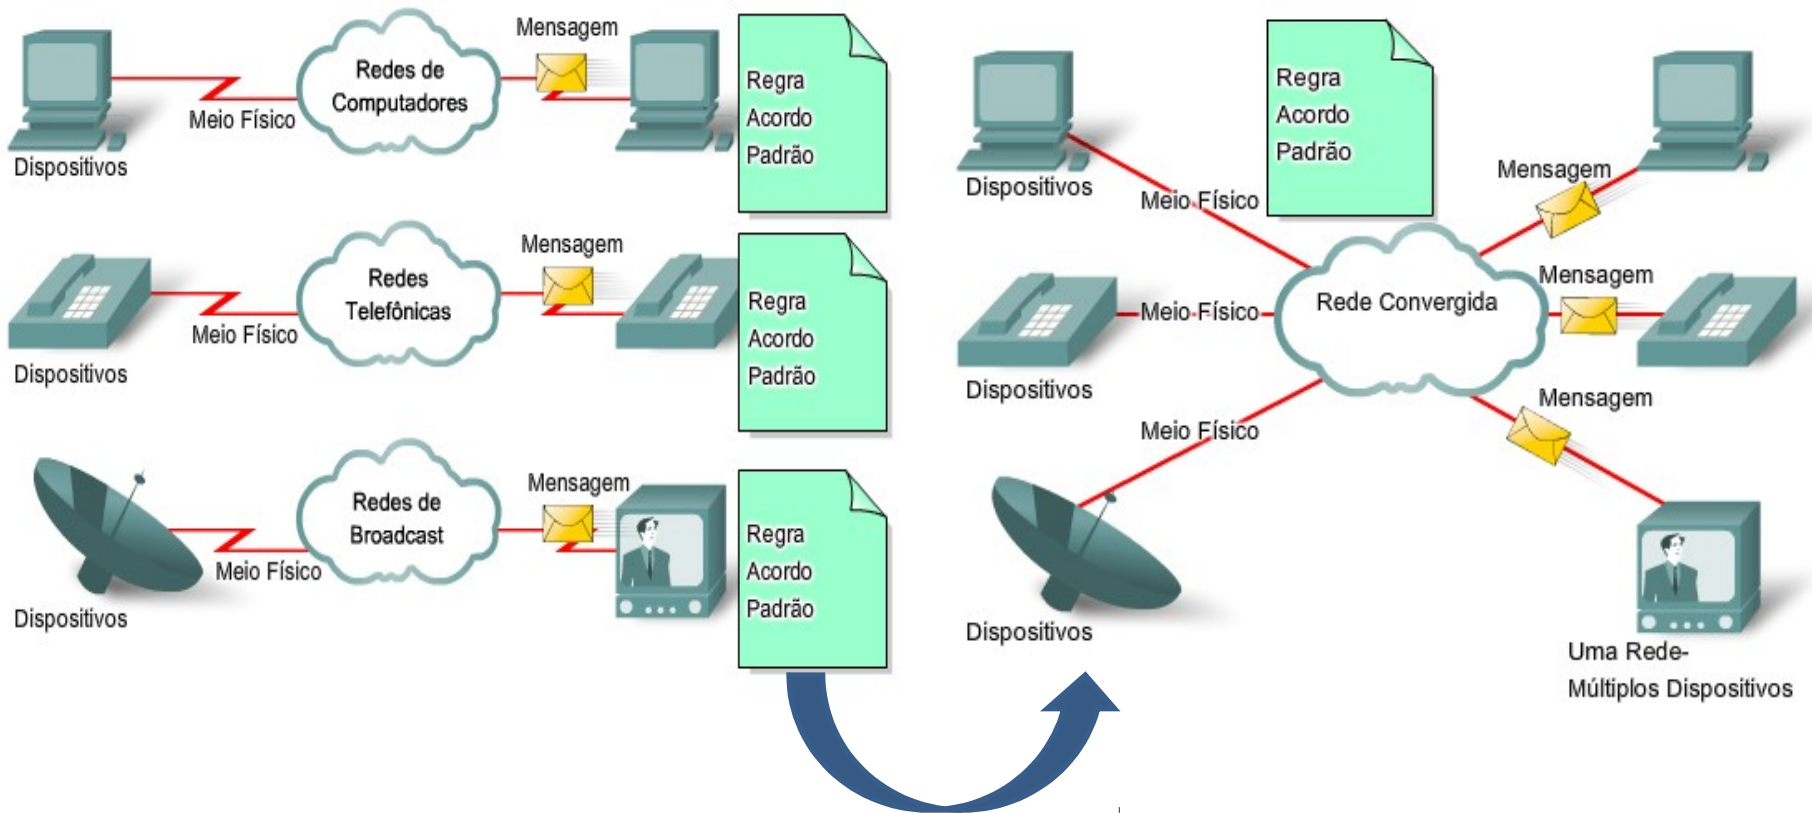 Mensagem
Redes de
Computadores
Meio Físico
Dispositivos
Regra
Acordo
Padrão
Mensagem
Redes
Telefônicas
Meio Físico
Dispositivos
Regra
Acordo
Padrão
Mensagem
Redes de
Broadcast
Meio Físico
Dispositivos
Regra
Acordo
Padrão
Regra
Acordo
Padrão
Dispositivos
Meio Físico
Mensagem
Mensagem
Rede Convergida
Meio Físico
Dispositivos
Mensagem
Meio Físico
Dispositivos
Uma Rede-
Múltiplos Dispositivos